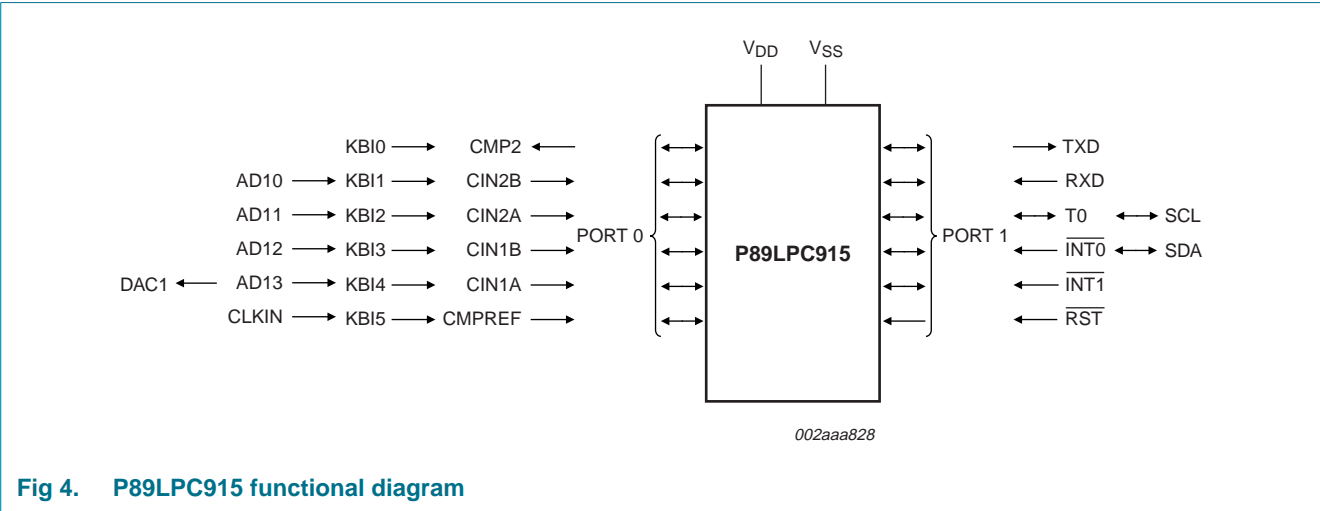 VDD VSS
KBI0 CMP2 TXD
AD10 KBI1 CIN2B RXD
AD11 KBI2 CIN2A T0 SCL
PORT 0 PORT 1
AD12 KBI3 CIN1B P89LPC915 INT0 SDA
DAC1 AD13 KBI4 CIN1A INT1
CLKIN KBI5 CMPREF RST
002aaa828
Fig 4. P89LPC915 functional diagram